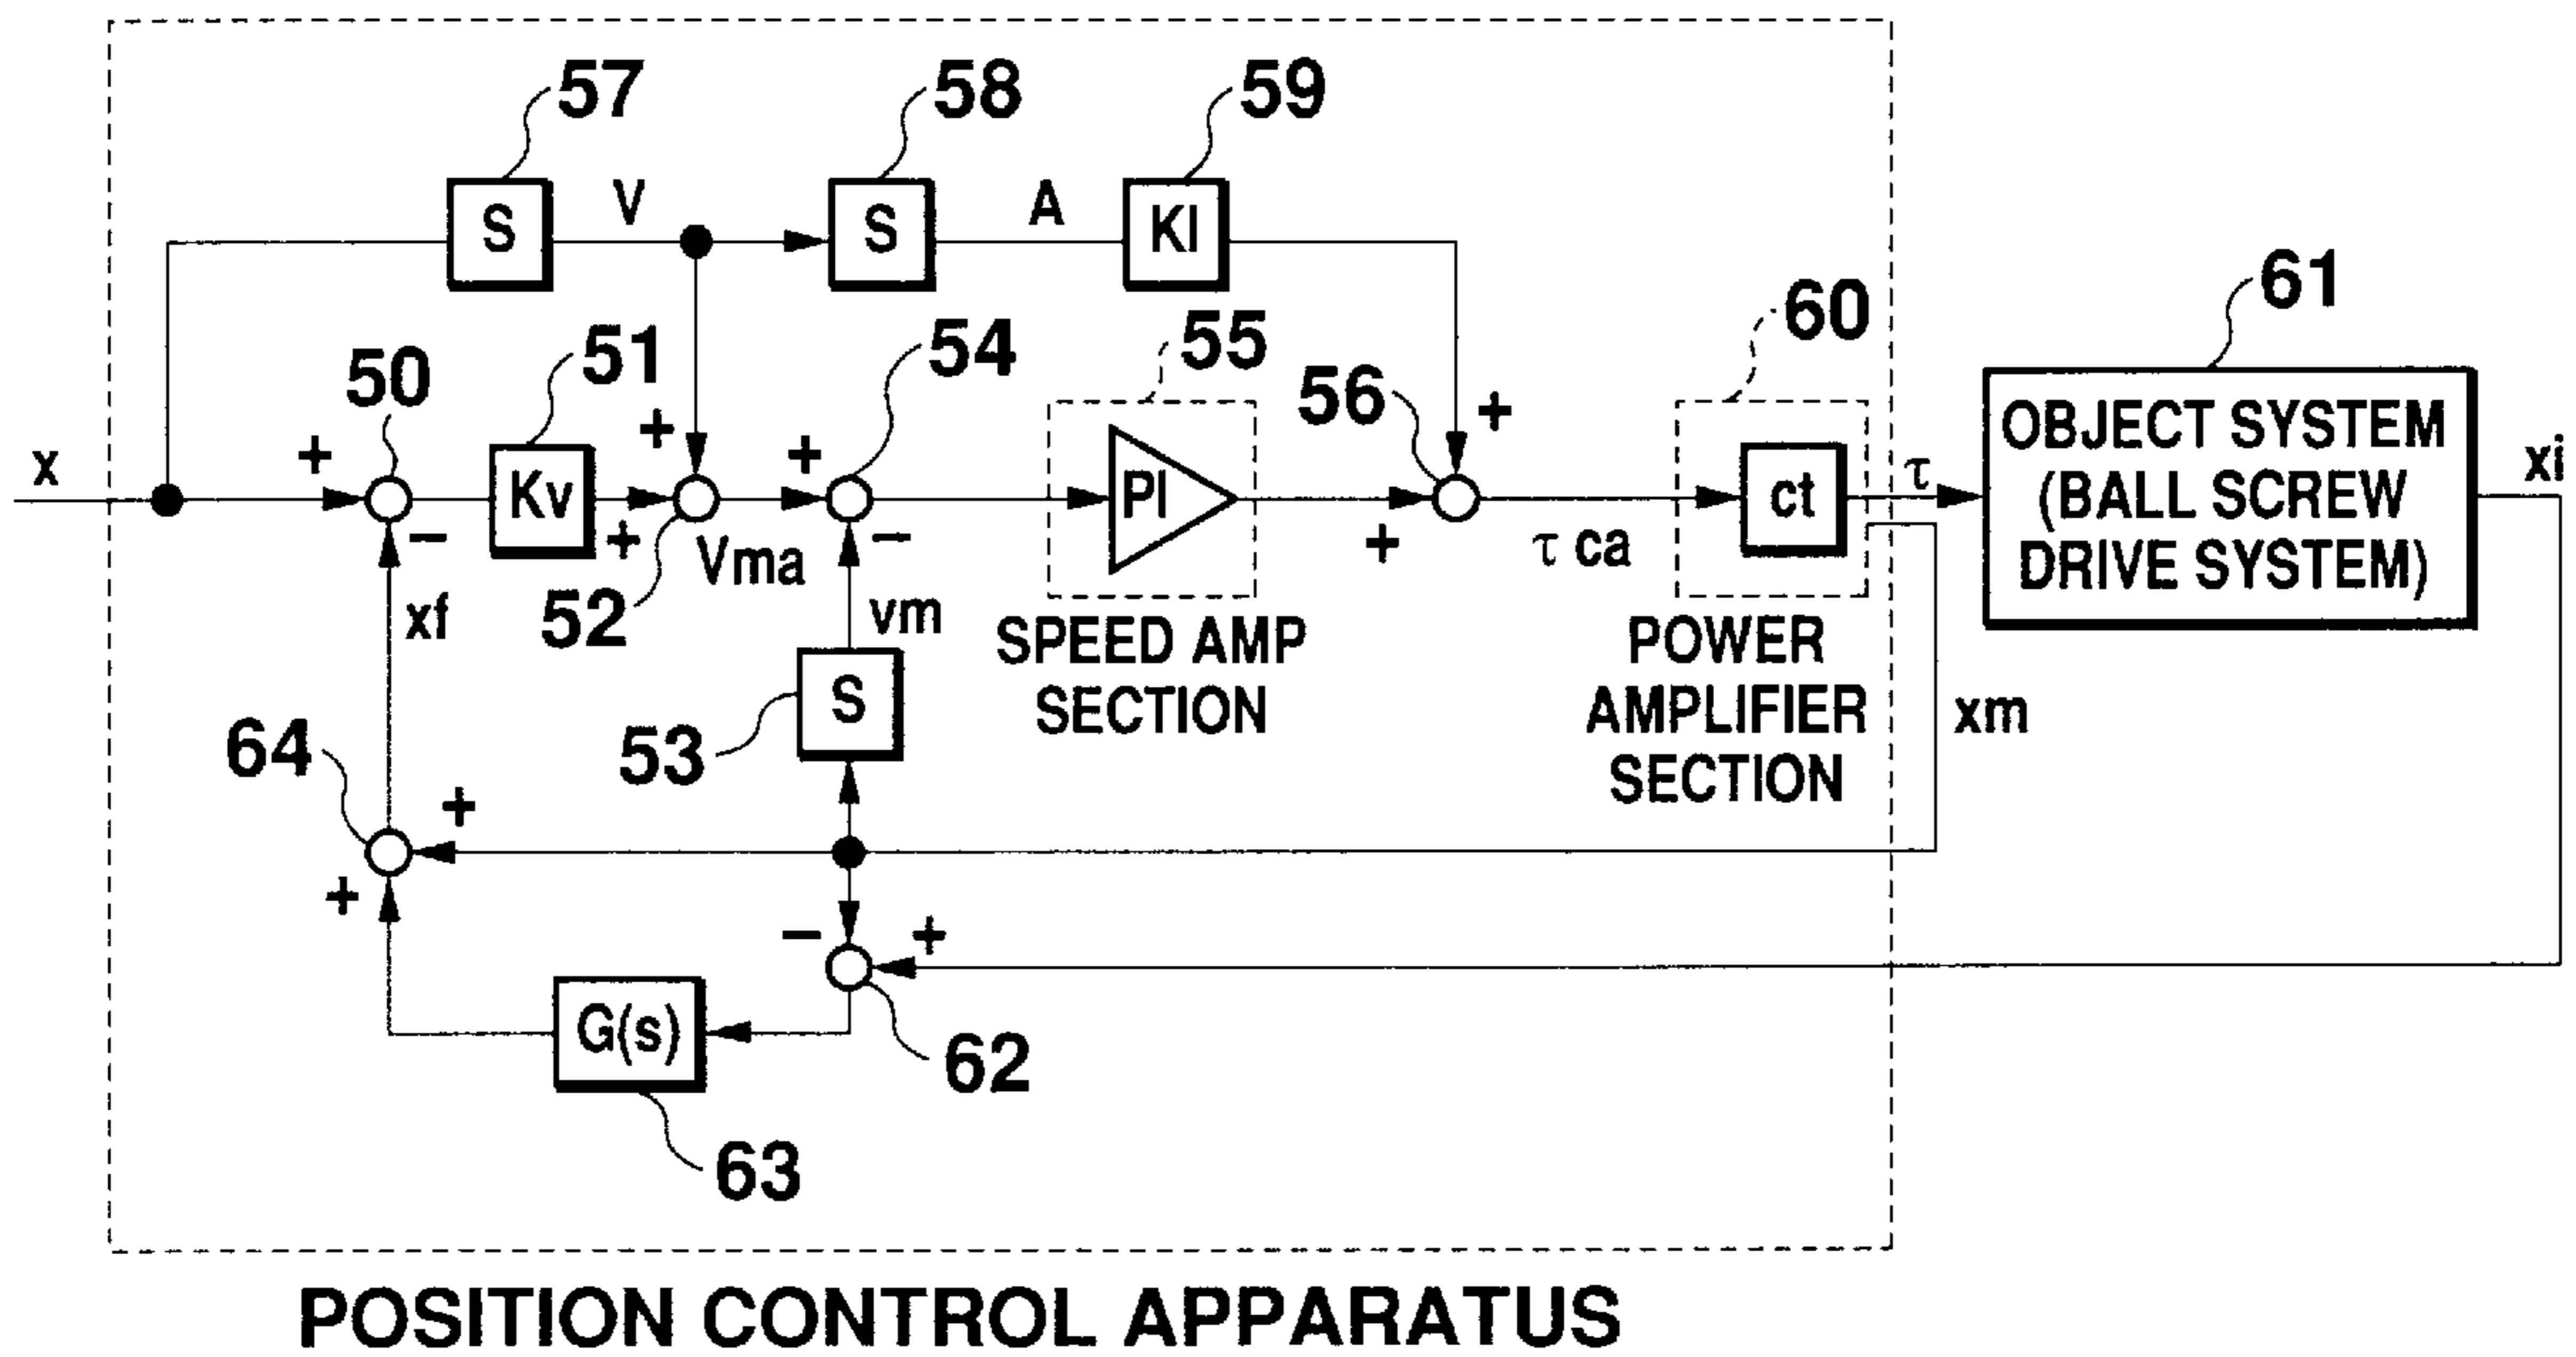 57
58
59
S
V
S
A
KI
61
60
55
54
51
50
56
x
+
-
Kv
+
+
52
Vma
+
-
PI
+
+
τ ca
ct
τ
OBJECT SYSTEM
(BALL SCREW
DRIVE SYSTEM)
xi
xf
vm
SPEED AMP
SECTION
POWER
AMPLIFIER
SECTION
xm
S
53
64
+
+
-
+
G(s)
62
63
POSITION CONTROL APPARATUS